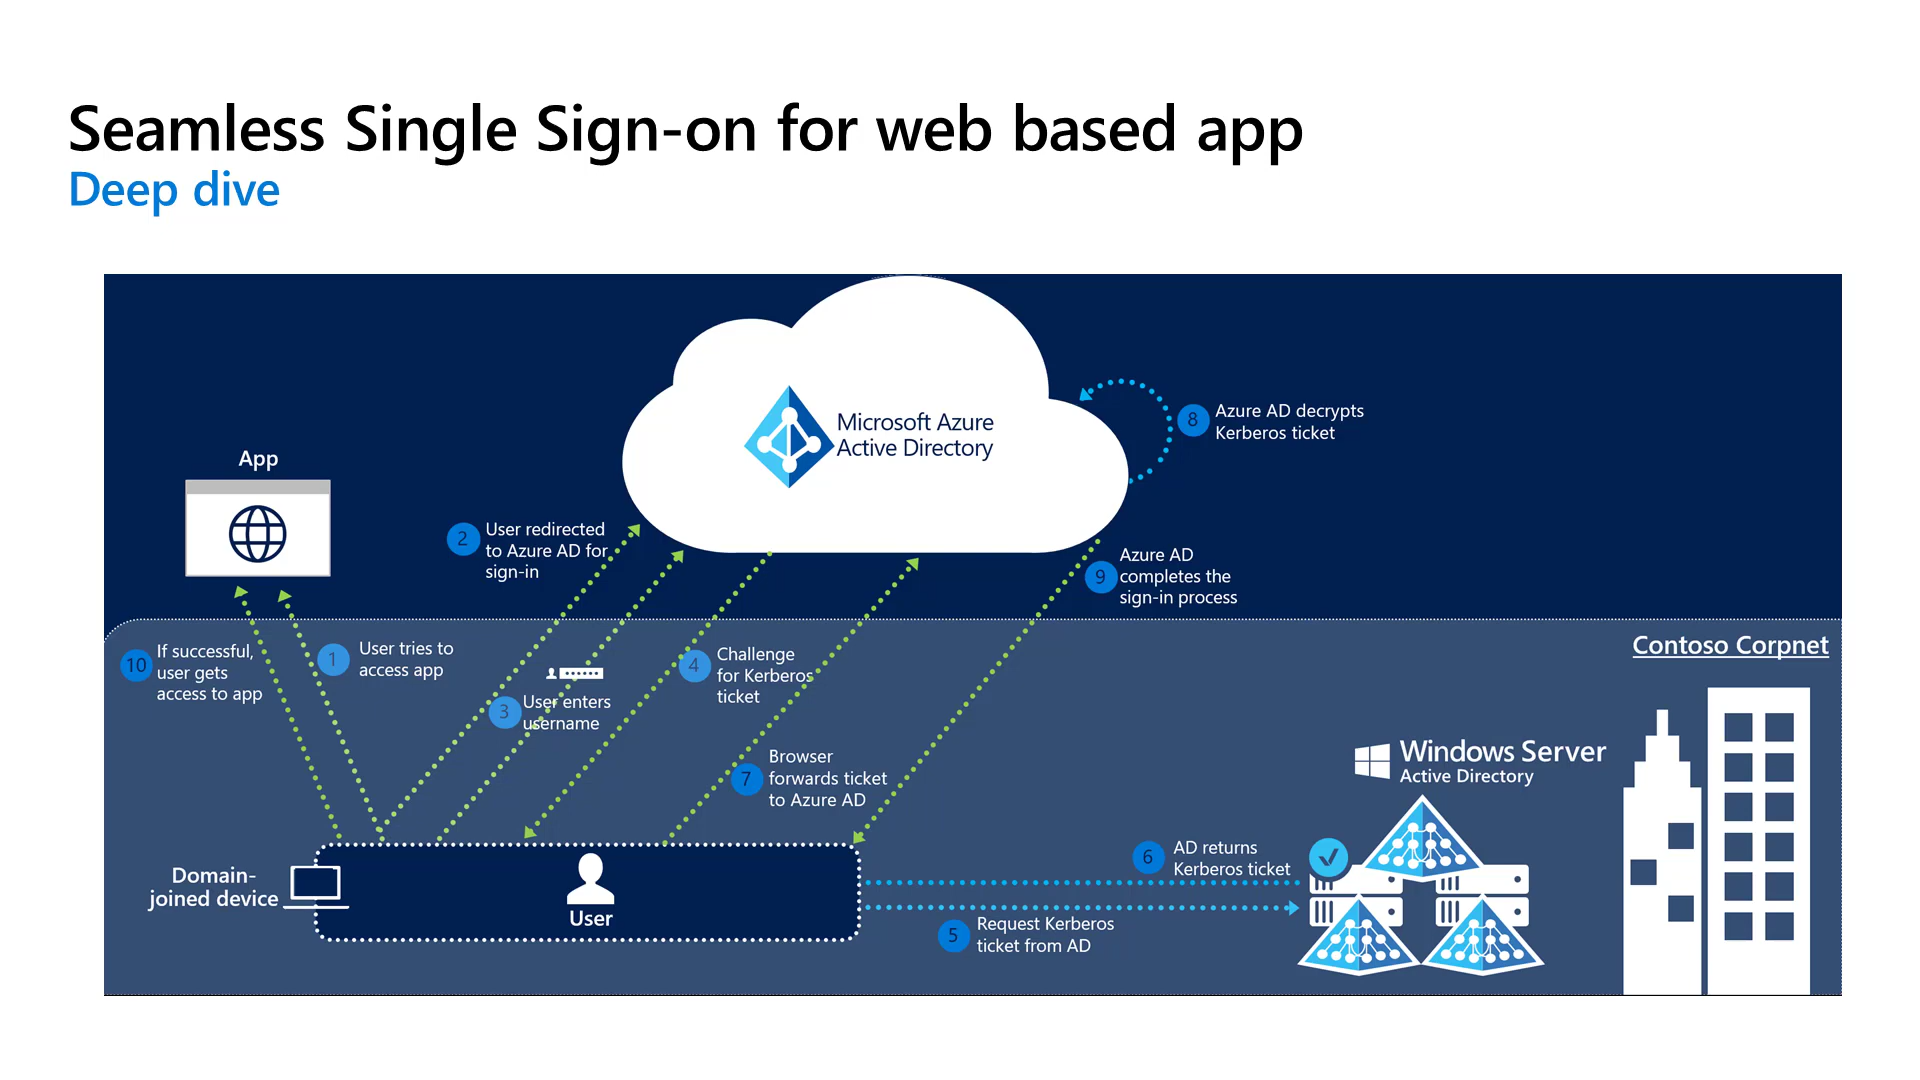 Seamless Single Sign-on for web based app
Deep dive
Microsoft Azure
Active Directory
8
Azure AD decrypts
Kerberos ticket
App
2
User redirected
to Azure AD for
sign-in
9
Azure AD
completes the
sign-in process
10
If successful,
user gets
access to app
1
User tries to
access app
3
User enters
username
4
Challenge
for Kerberos
ticket
7
Browser
forwards ticket
to Azure AD
Contoso Corpnet
Windows Server
Active Directory
6
AD returns
Kerberos ticket
5
Request Kerberos
ticket from AD
Domain-
joined device
User